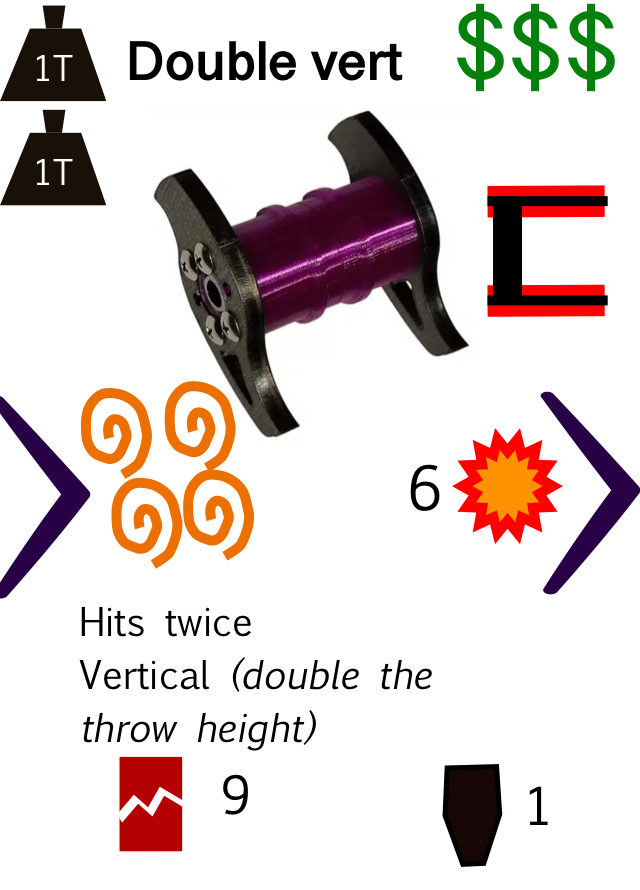 1T Double vert $$$
1T
6
Hits twice
Vertical (double the
throw height)
9 1